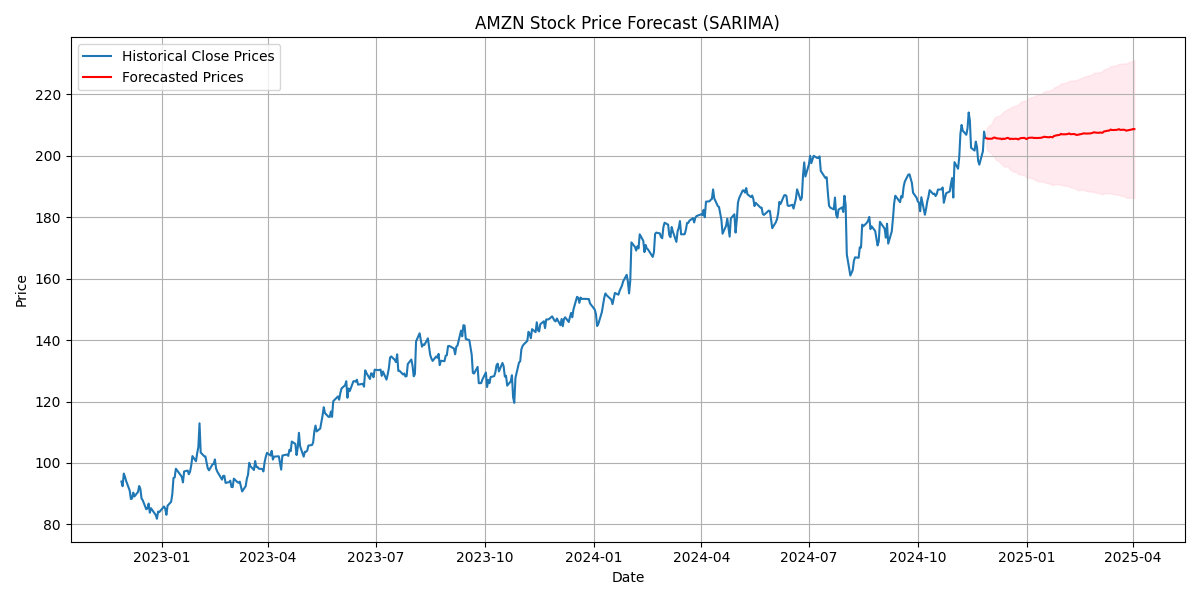 AMZN Stock Price Forecast (SARIMA)
Historical Close Prices
Forecasted Prices
Price
220
200
180
160
140
120
100
80
2023-01 2023-04 2023-07 2023-10 2024-01 2024-04 2024-07 2024-10 2025-01 2025-04
Date